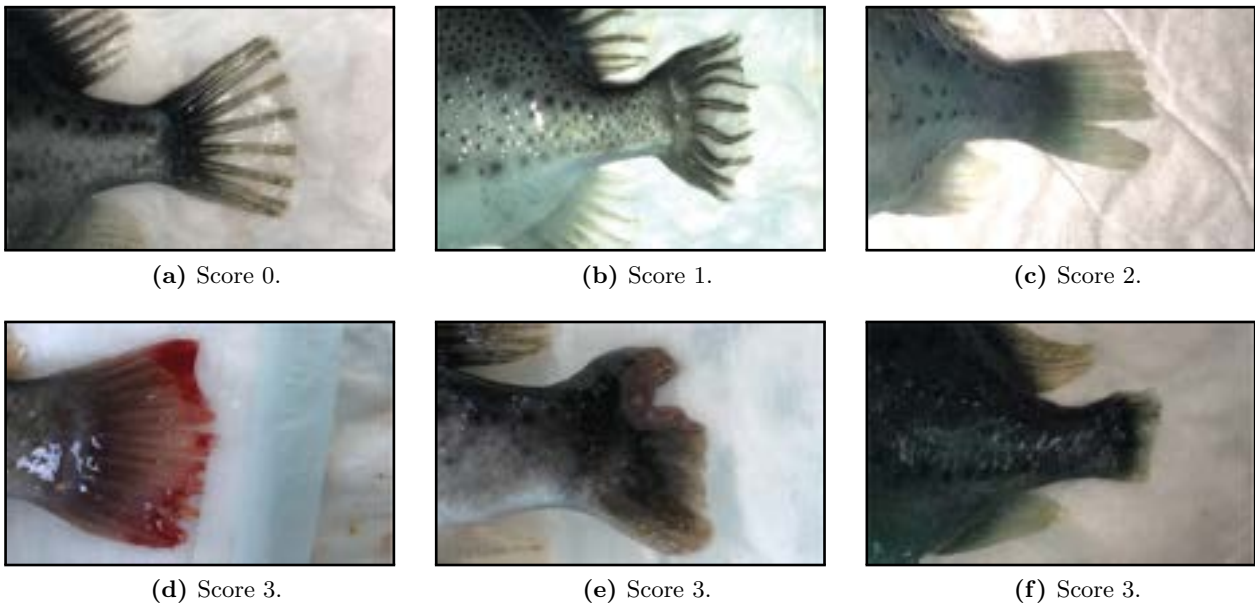 (a) Score 0.
(b) Score 1.
(c) Score 2.
(d) Score 3.
(e) Score 3.
(f) Score 3.